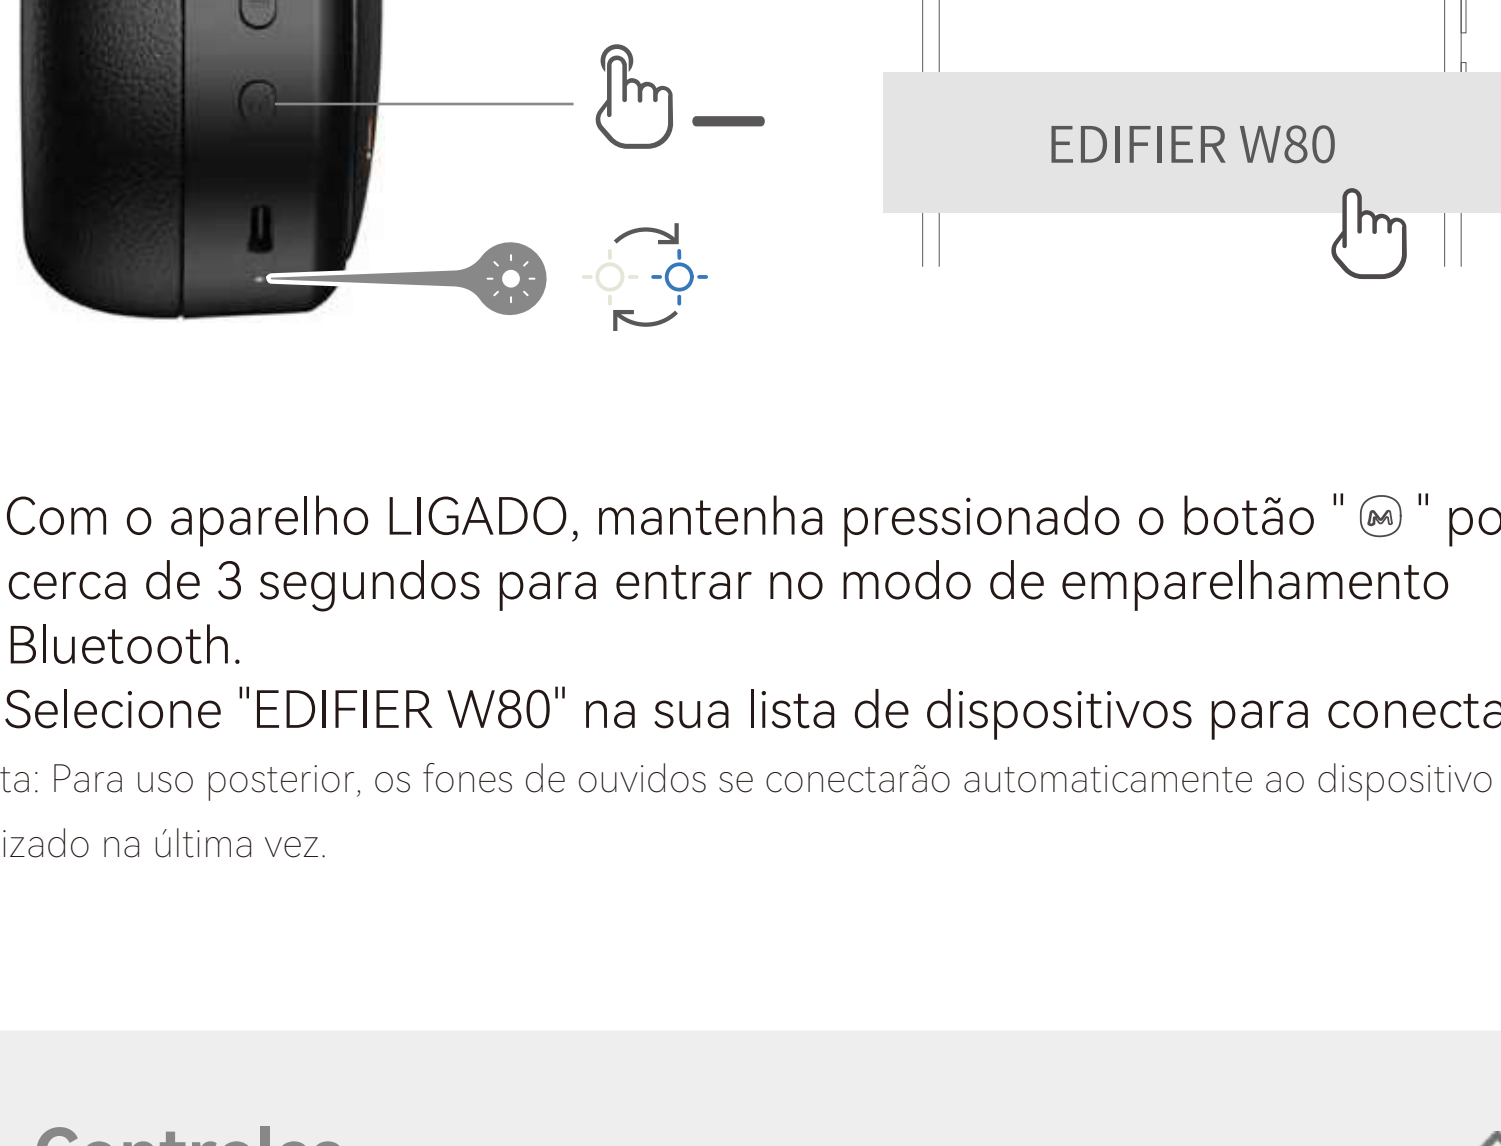 EDIFIER W80
Com o aparelho LIGADO, mantenha pressionado o botão " M " po
cerca de 3 segundos para entrar no modo de emparelhamento
Bluetooth.
Selecione "EDIFIER W80" na sua lista de dispositivos para conecta
ta: Para uso posterior, os fones de ouvidos se conectarão automaticamente ao dispositivo
izado na última vez.
Controles